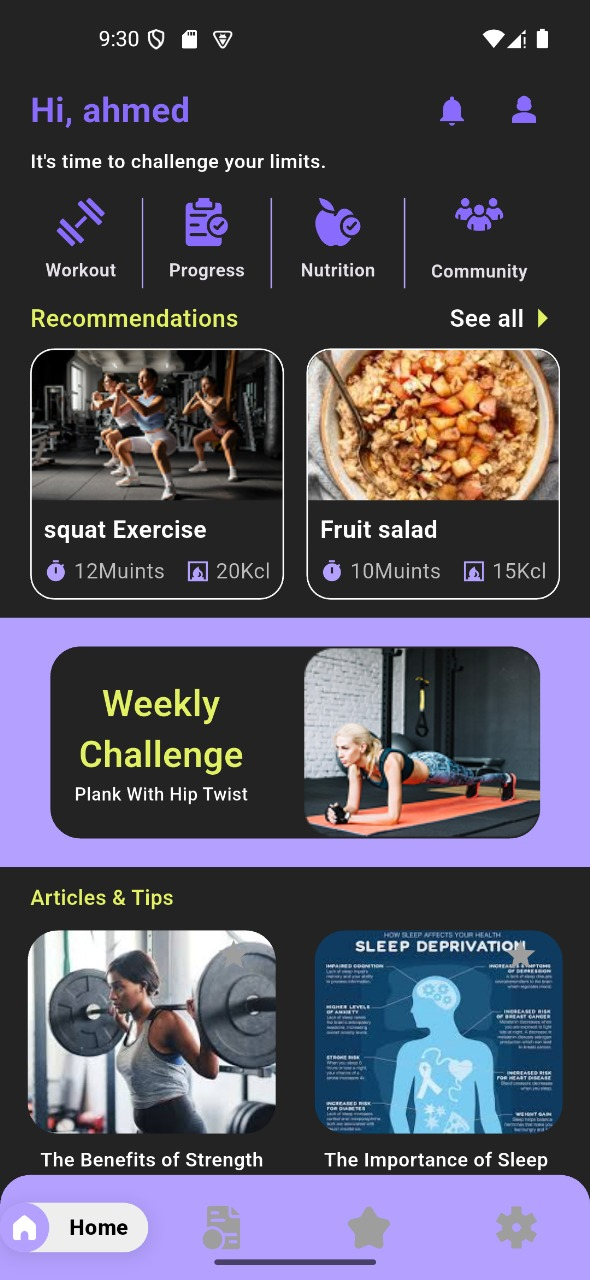 9:30
Hi, ahmed
It's time to challenge your limits.
Workout
Progress
Nutrition
Community
Recommendations
See all
squat Exercise
12Muints
20Kcl
Fruit salad
10Muints
15Kcl
Weekly
Challenge
Plank With Hip Twist
Articles & Tips
HOW SLEEP AFFECTS YOUR HEALTH
SLEEP DEPRIVATION
IMPAIRED COGNITION
HIGHER LEVELS
OF ANXIETY
STROKE RISK
INCREASED RISK
FOR DIABETES
OF DEPRESSION
INCREASED RISK
OF BREAST CANCER
INCREASED RISK
FOR HEART DISEASE
WEIGHT GAIN
The Benefits of Strength
The Importance of Sleep
Home